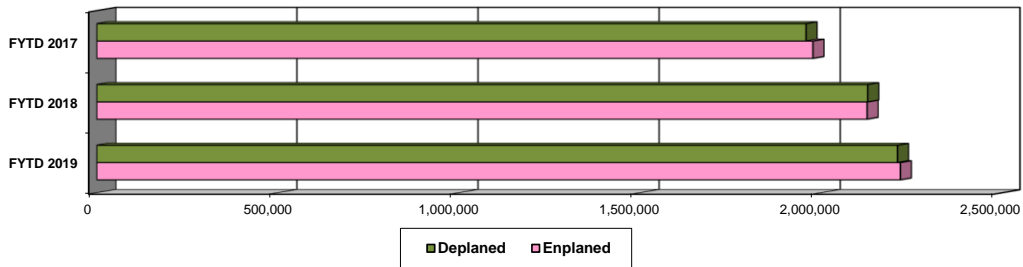 FYTD 2017
FYTD 2018
FYTD 2019
0 500,000 1,000,000 1,500,000 2,000,000 2,500,000
Deplaned Enplaned